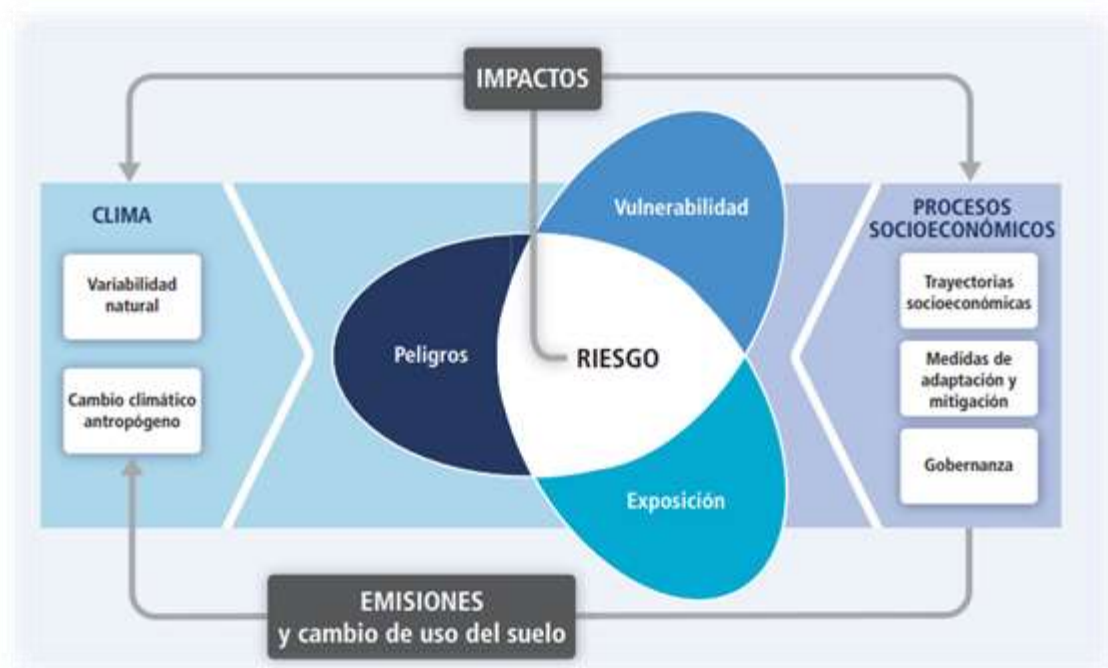 IMPACTOS
CLIMA
Variabilidad
natural
Cambio climático
antropógeno
Vulnerabilidad
Peligros
RIESGO
Exposición
PROCESOS
SOCIOECONÓMICOS
Trayectorias
socioeconómicas
Medidas de
adaptación y
mitigación
Gobernanza
EMISIONES
y cambio de uso del suelo